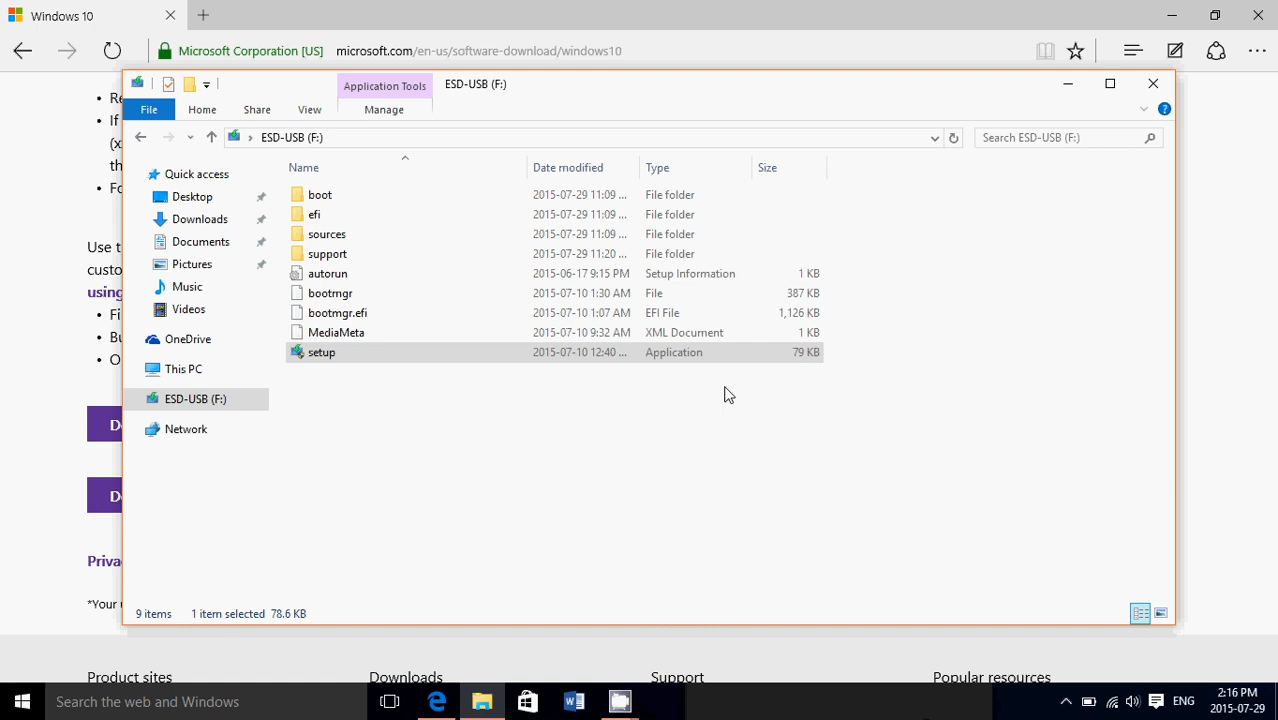 Windows 10
Microsoft Corporation [US] microsoft.com/en-us/software-download/windows10
Application Tools ESD-USB (F:)
File Home Share View Manage
ESD-USB (F:) Search ESD-USB (F:)
Name Date modified Type Size
Quick access
Desktop
Downloads
Documents
Pictures
Music
Videos
OneDrive
This PC
ESD-USB (F:)
Network
boot 2015-07-29 11:09 ... File folder
efi 2015-07-29 11:09 ... File folder
sources 2015-07-29 11:09 ... File folder
support 2015-07-29 11:20 ... File folder
autorun 2015-06-17 9:15 PM Setup Information 1 KB
bootmgr 2015-07-10 1:30 AM File 387 KB
bootmgr.efi 2015-07-10 1:07 AM EFI File 1,126 KB
MediaMeta 2015-07-10 9:32 AM XML Document 1 KB
setup 2015-07-10 12:40 ... Application 79 KB
9 items 1 item selected 78.6 KB
• Re
• If
(x
th
• Fo
Use t
custo
using
• Fi
• Bu
• O
Priva
*Your
Product sites Downloads Support Popular resources
Search the web and Windows
ENG
2:16 PM
2015-07-29